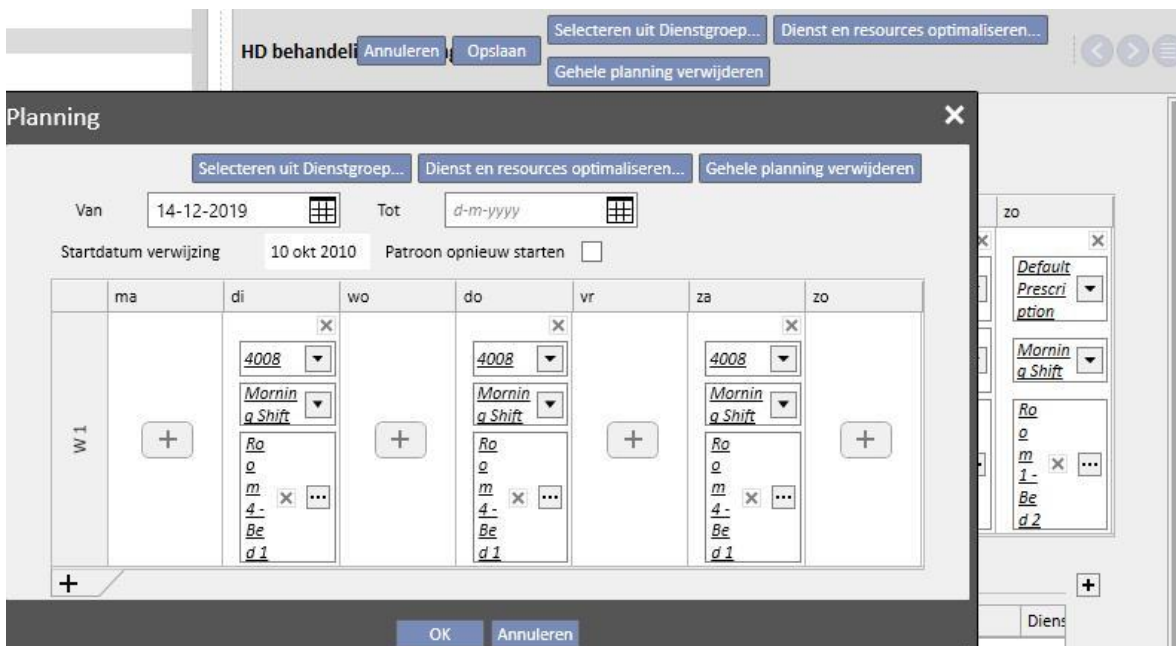 Selecteren uit Dienstgroep... Dienst en resources optimaliseren...
HD behandeli Annuleren Opslaan
Gehele planning verwijderen
Planning
Selecteren uit Dienstgroep... Dienst en resources optimaliseren... Gehele planning verwijderen
Van 14-12-2019 Tot d-m-yyyy
Startdatum verwijzing 10 okt 2010 Patroon opnieuw starten
ma di wo do vr za zo
W 1
4008
Mornin
g Shift
Ro
o
m
4 -
Be
d 1
4008
Mornin
g Shift
Ro
o
m
4 -
Be
d 1
4008
Mornin
g Shift
Ro
o
m
4 -
Be
d 1
OK Annuleren
zo
Default
Prescri
ption
Mornin
g Shift
Ro
o
m
1 -
Be
d 2
Diens